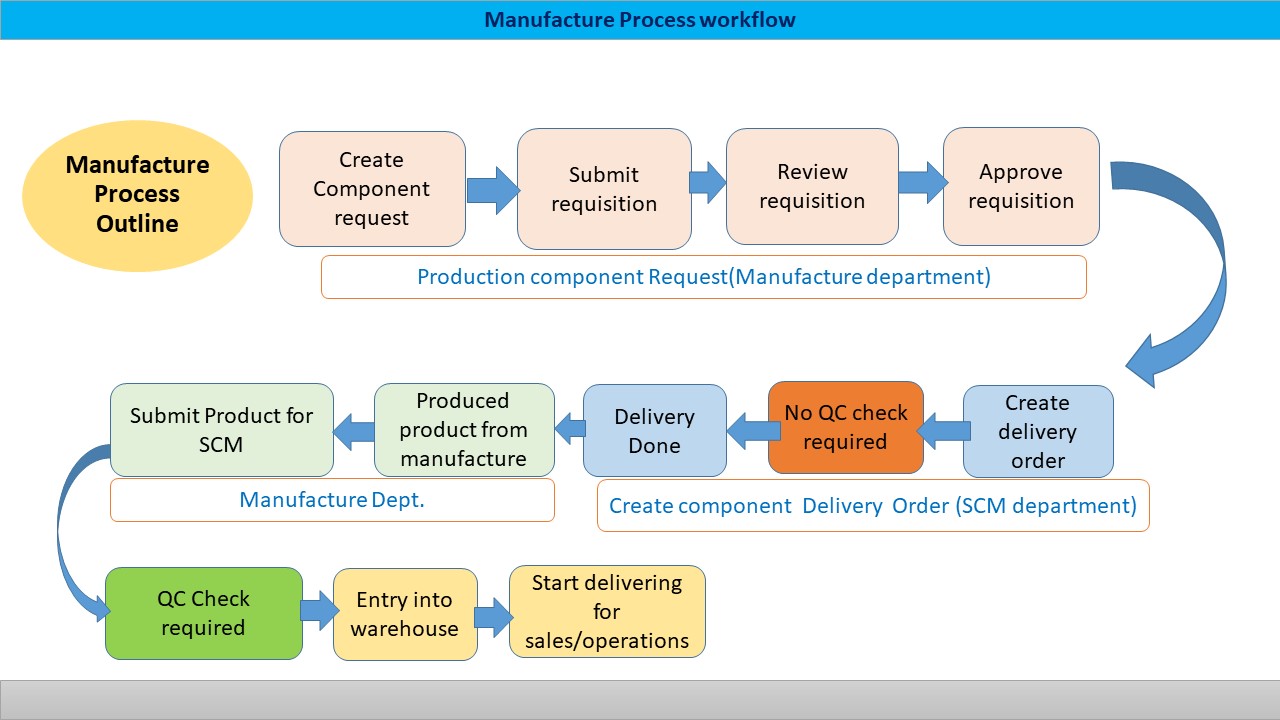 Manufacture Process workflow
Manufacture
Process
Outline
Create
Component
request
Submit
requisition
Review
requisition
Approve
requisition
Production component Request(Manufacture department)
Create
delivery
order
No QC check
required
Delivery
Done
Produced
product from
manufacture
Submit Product for
SCM
Create component  Delivery  Order (SCM department)
Manufacture Dept.
QC Check
required
Entry into
warehouse
Start delivering
for
sales/operations